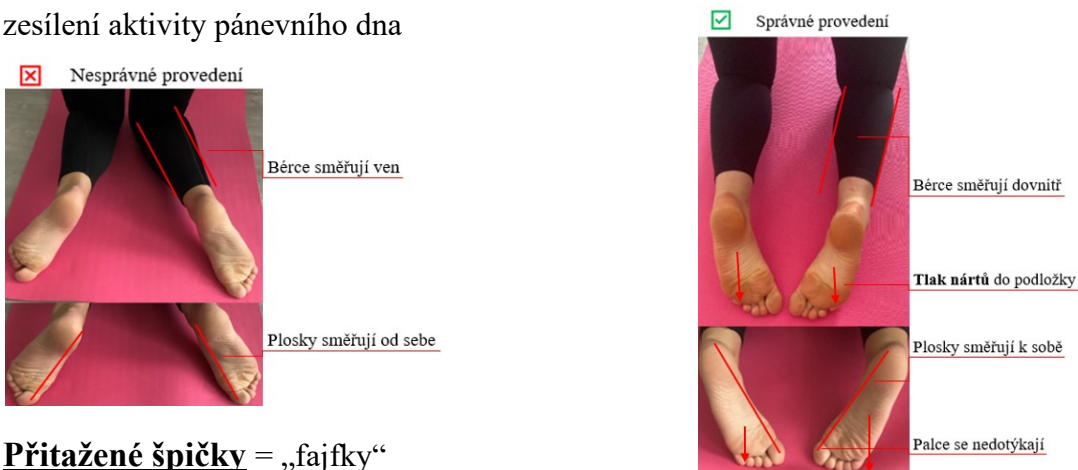 zesílení aktivity pánevního dna
Nesprávné provedení
Bérce směřují ven
Plosky směřují od sebe
Správné provedení
Bérce směřují dovnitř
Tlak nártů do podložky
Plosky směřují k sobě
Palce se nedotýkají
Přitažené špičky = „fajfky“